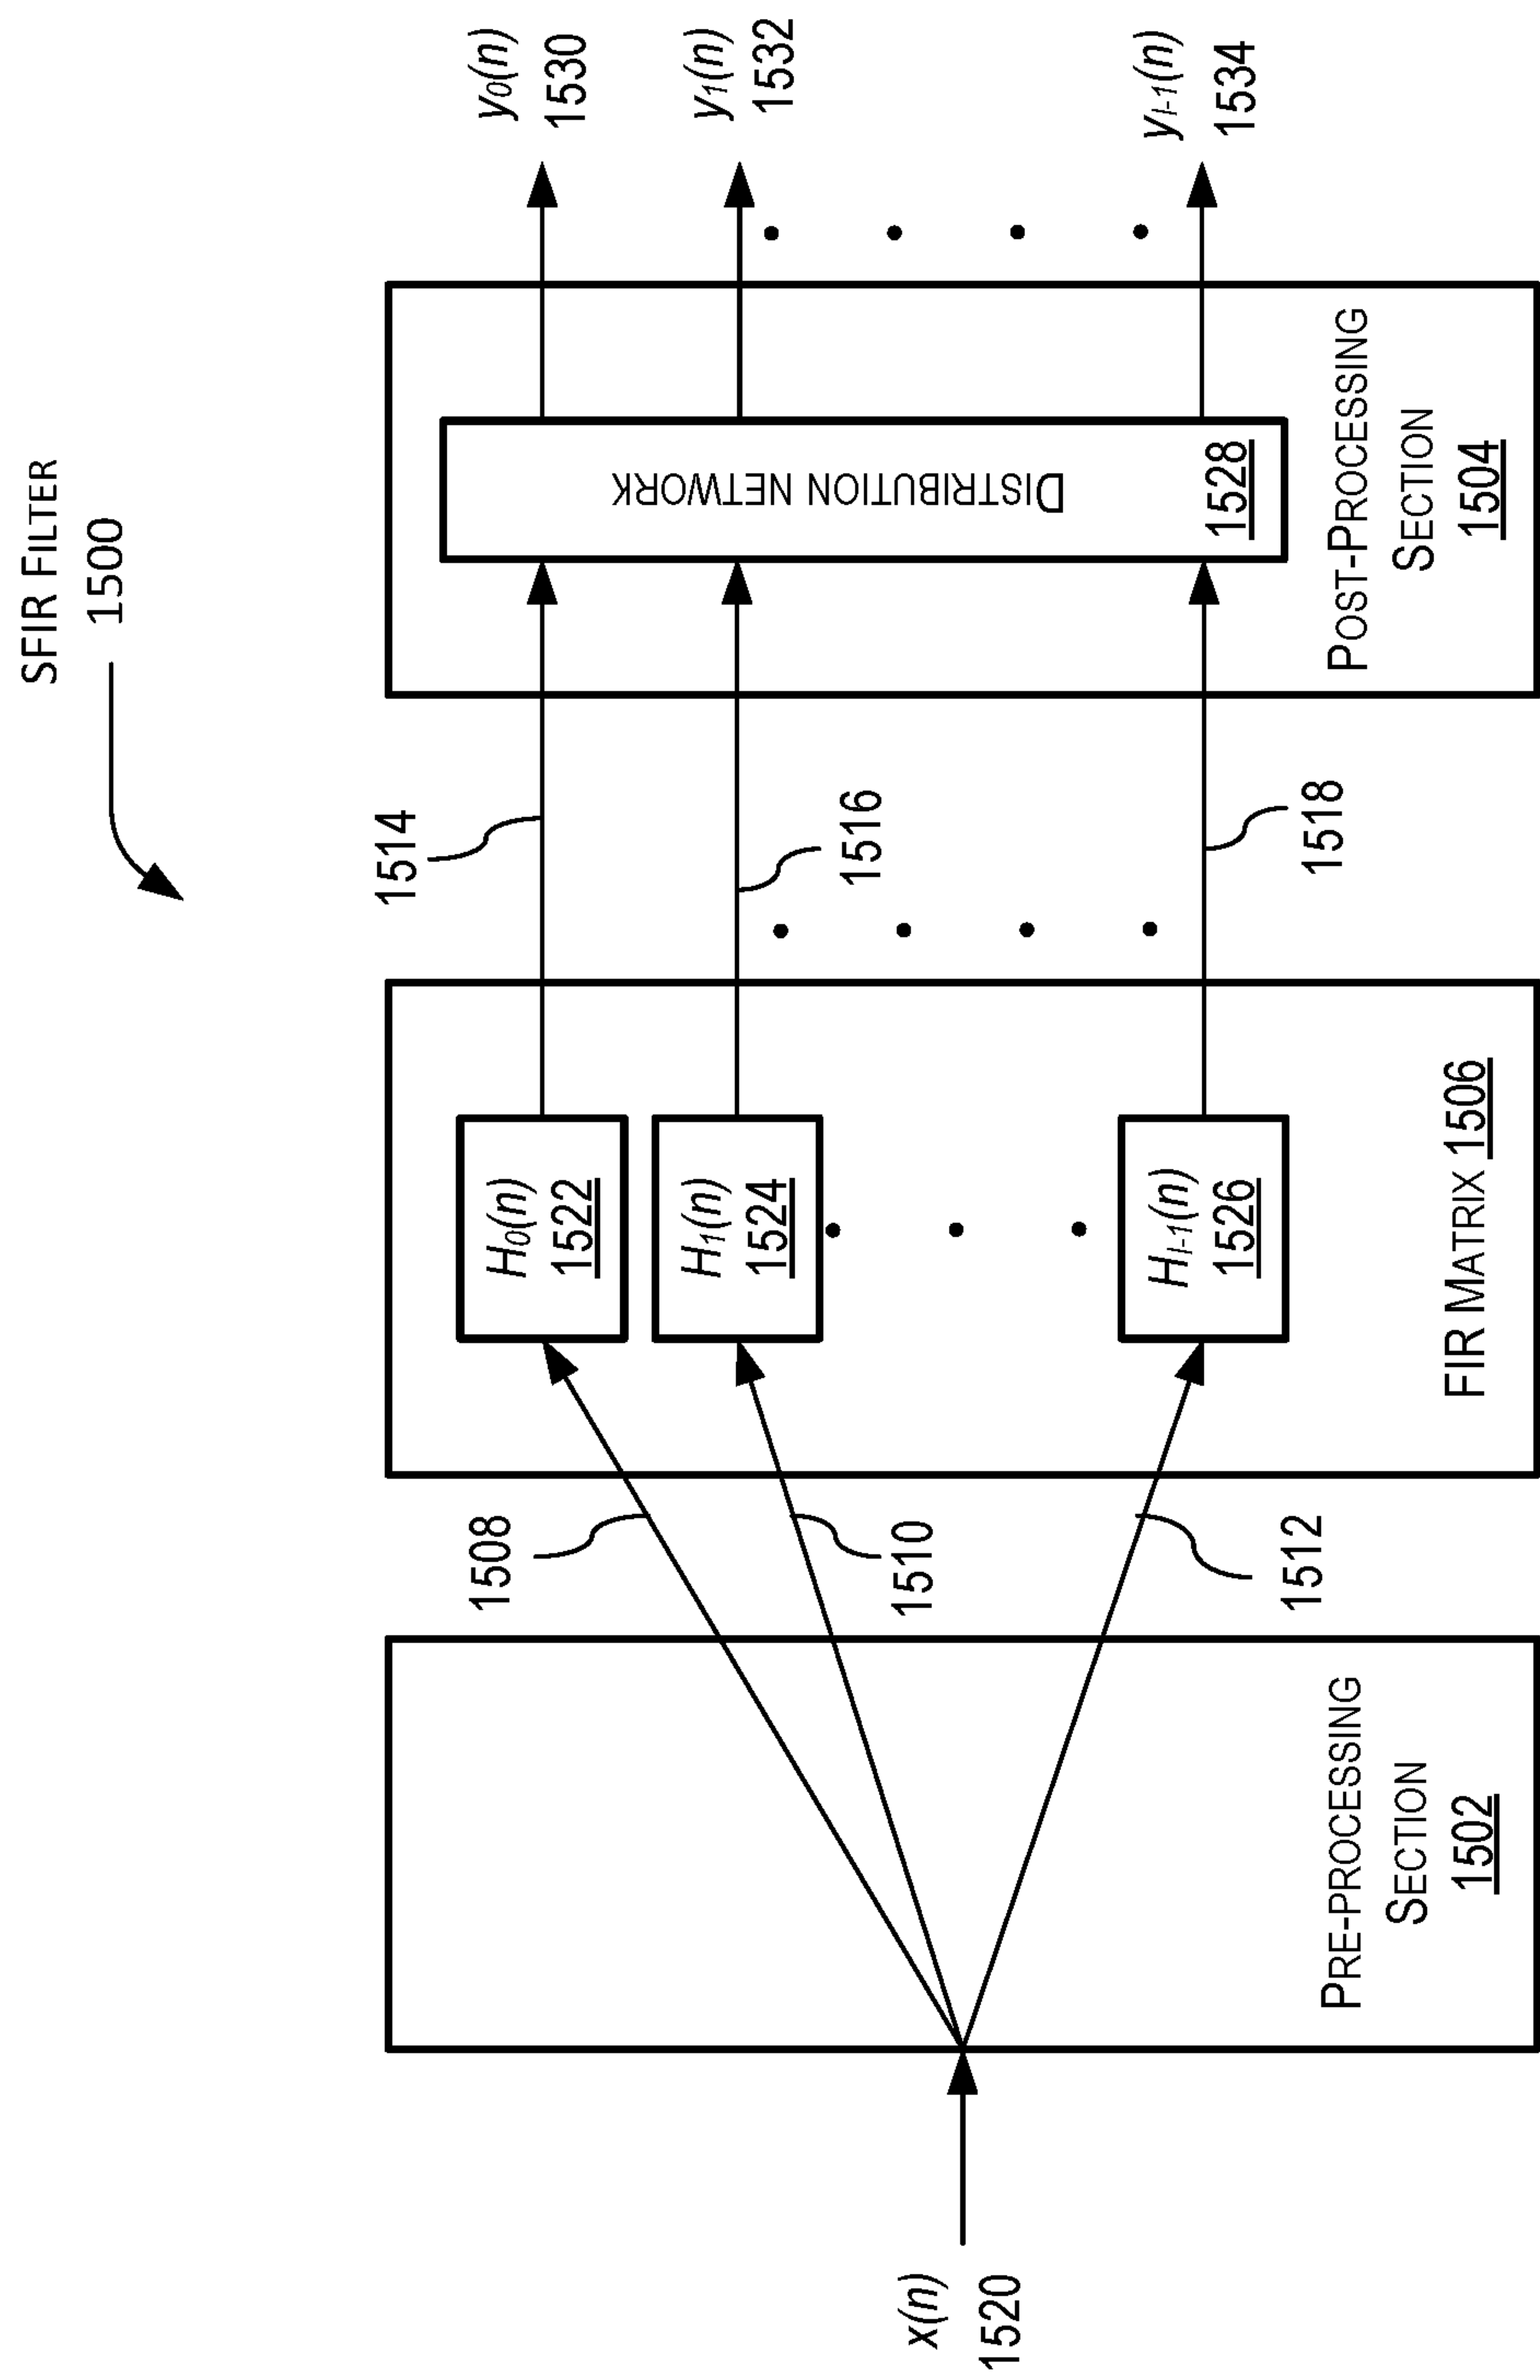 SFIR FILTER
1500
x(n)
1520
PRE-PROCESSING
SECTION
1502
1508
1510
1512
H0(n)
1522
H1(n)
1524
HI-1(n)
1526
FIR MATRIX 1506
1514
1516
1518
DISTRIBUTION NETWORK
1528
POST-PROCESSING
SECTION
1504
y0(n)
1530
y1(n)
1532
yI-1(n)
1534